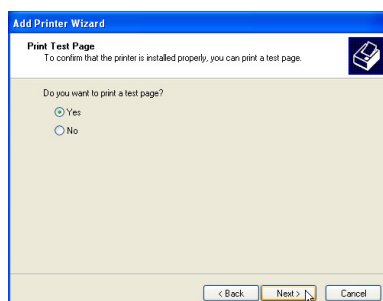 Add Printer Wizard
Print Test Page
To confirm that the printer is installed properly, you can print a test page.
Do you want to print a test page?
Yes
No
< Back Next > Cancel